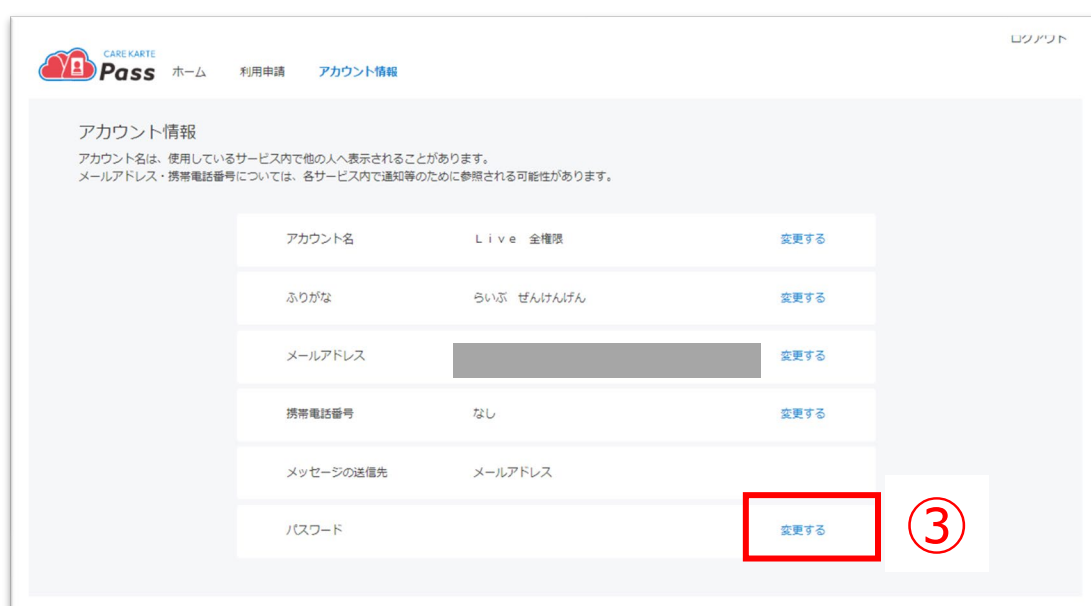 ログアウト
CARE KARTE
Pass ホーム 利用申請 アカウント情報
アカウント情報
アカウント名は、使用しているサービス内で他の人へ表示されることがあります。
メールアドレス・携帯電話番号については、各サービス内で通知等のために参照される可能性があります。
アカウント名 Ｌｉｖｅ　全権限 変更する
ふりがな らいぶ　ぜんけんげん 変更する
メールアドレス 変更する
携帯電話番号 なし 変更する
メッセージの送信先 メールアドレス
パスワード 変更する ③